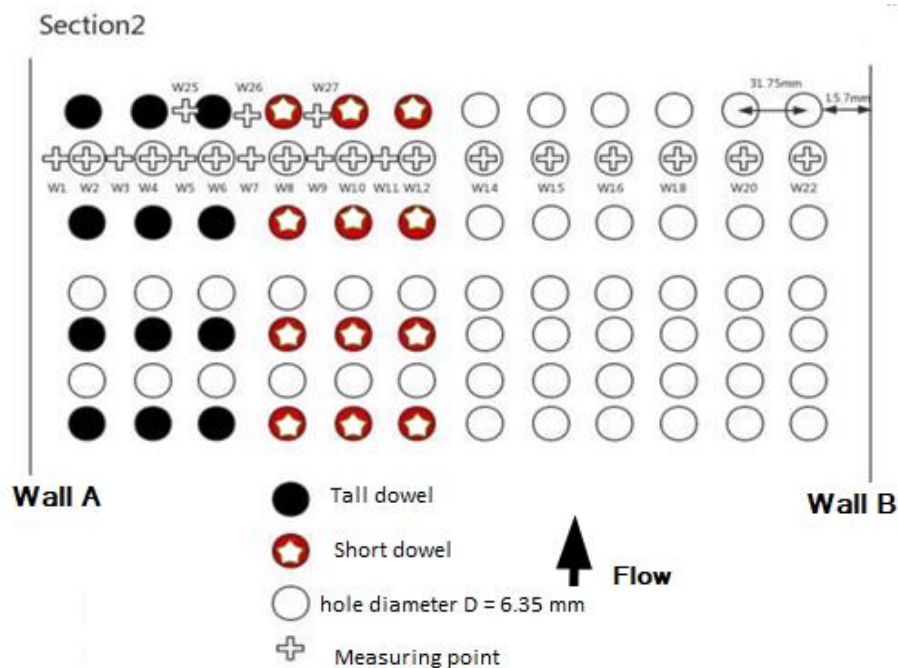 Section2
W25 W26 W27
31.75mm
15.7mm
W1 W2 W3 W4 W5 W6 W7 W8 W9 W10 W11 W12 W14 W15 W16 W18 W20 W22
Wall A
Wall B
Tall dowel
Short dowel
Flow
hole diameter D = 6.35 mm
Measuring point